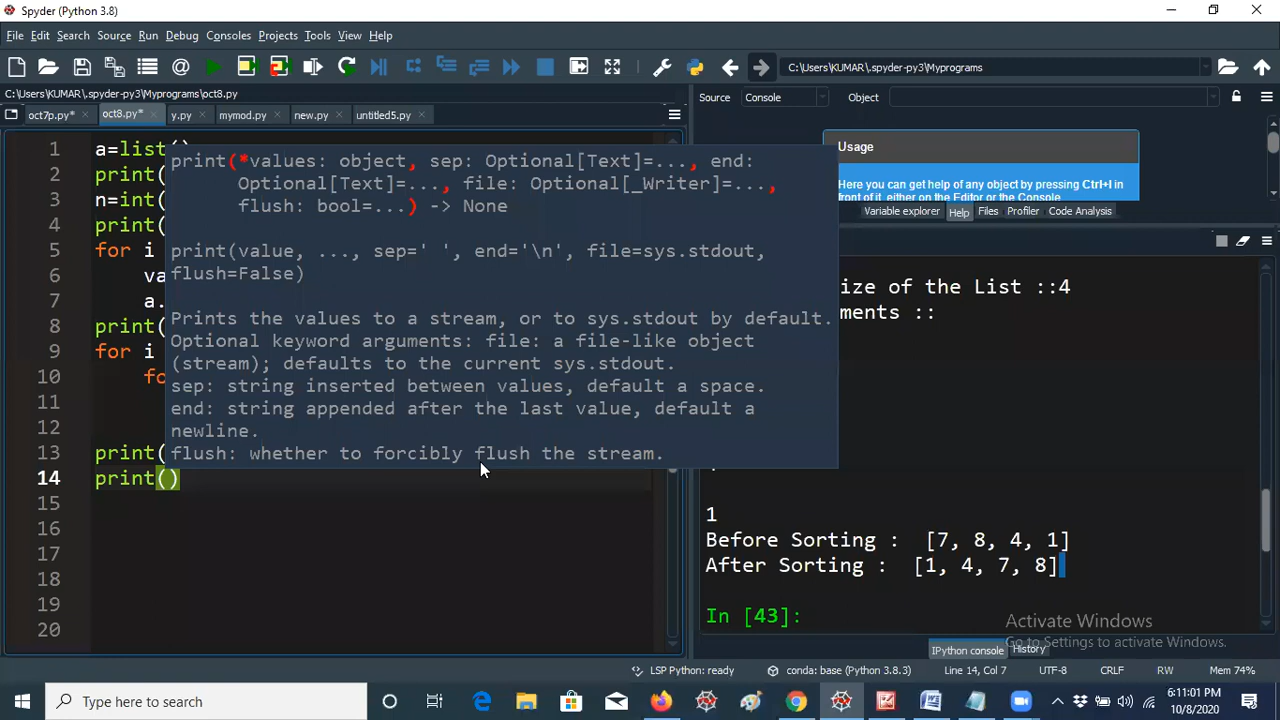 Spyder (Python 3.8)
File Edit Search Source Run Debug Consoles Projects Tools View Help
C:\Users\KUMAR\.spyder-py3\Myprograms
C:\Users\KUMAR\.spyder-py3\Myprograms\oct8.py
oct7p.py* oct8.py* y.py mymod.py new.py untitled5.py
Source Console Object
Usage
Here you can get help of any object by pressing Ctrl+I in
front of it, either on the Editor or the Console
Variable explorer Help Files Profiler Code Analysis
1 a=list()
2 print(
3 n=int(
4 print(
5 for i
6 va
7 a.
8 print(
9 for i
10 fo
11
12
13 print(
14 print()
15
16
17
18
19
20
print(*values: object, sep: Optional[Text]=..., end:
Optional[Text]=..., file: Optional[_Writer]=...,
flush: bool=...) -> None
print(value, ..., sep=' ', end='\n', file=sys.stdout,
flush=False)
Prints the values to a stream, or to sys.stdout by default.
Optional keyword arguments: file: a file-like object
(stream); defaults to the current sys.stdout.
sep: string inserted between values, default a space.
end: string appended after the last value, default a
newline.
flush: whether to forcibly flush the stream.
ize of the List ::4
ments ::
1
Before Sorting :  [7, 8, 4, 1]
After Sorting :  [1, 4, 7, 8]
In [43]:
Activate Windows
Go to Settings to activate Windows.
IPython console History
LSP Python: ready conda: base (Python 3.8.3) Line 14, Col 7 UTF-8 CRLF RW Mem 74%
Type here to search
6:11:01 PM
10/8/2020